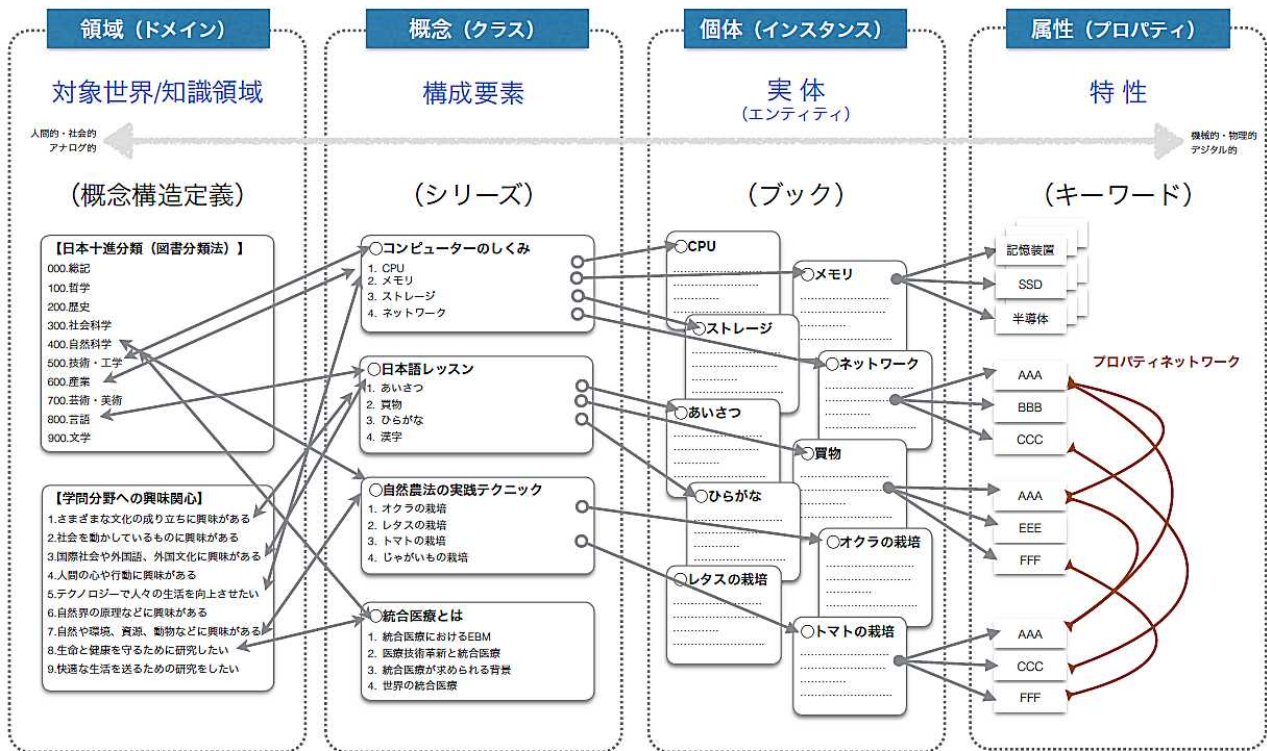 領域（ドメイン）
対象世界/知識領域
人間的・社会的
アナログ的
（概念構造定義）
【日本十進分類（図書分類法）】
000.総記
100.哲学
200.歴史
300.社会科学
400.自然科学
500.技術・工学
600.産業
700.芸術・美術
800.言語
900.文学
【学問分野への興味関心】
1.さまざまな文化の成り立ちに興味がある
2.社会を動かしているものに興味がある
3.国際社会や外国語、外国文化に興味がある
4.人間の心や行動に興味がある
5.テクノロジーで人々の生活を向上させたい
6.自然界の原理などに興味がある
7.自然や環境、資源、動物などに興味がある
8.生命と健康を守るために研究したい
9.快適な生活を送るための研究をしたい
概念（クラス）
構成要素
（シリーズ）
○コンピューターのしくみ
1. CPU
2. メモリ
3. ストレージ
4. ネットワーク
○日本語レッスン
1. あいさつ
2. 買物
3. ひらがな
4. 漢字
○自然農法の実践テクニック
1. オクラの栽培
2. レタスの栽培
3. トマトの栽培
4. じゃがいもの栽培
○統合医療とは
1. 統合医療におけるEBM
2. 医療技術革新と統合医療
3. 統合医療が求められる背景
4. 世界の統合医療
個体（インスタンス）
実 体
（エンティティ）
（ブック）
○CPU
○メモリ
○ストレージ
○ネットワーク
○あいさつ
○買物
○ひらがな
○オクラの栽培
○レタスの栽培
○トマトの栽培
属性（プロパティ）
特 性
機械的・物理的
デジタル的
（キーワード）
記憶装置
SSD
半導体
プロパティネットワーク
AAA
BBB
CCC
AAA
EEE
FFF
AAA
CCC
FFF